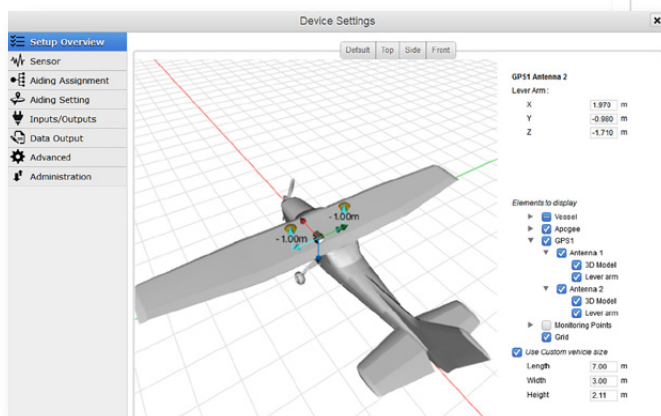 Device Settings
Setup Overview
Sensor
Aiding Assignment
Aiding Setting
Inputs/Outputs
Data Output
Advanced
Administration
Default Top Side Front
-1.00m
-1.00m
GPS1 Antenna 2
Lever Arm :
X 1.970 m
Y -0.980 m
Z -1.710 m
Elements to display
Vessel
Apogee
GPS1
Antenna 1
3D Model
Lever arm
Antenna 2
3D Model
Lever arm
Monitoring Points
Grid
Use Custom vehicle size
Length 7.00 m
Width 3.00 m
Height 2.11 m